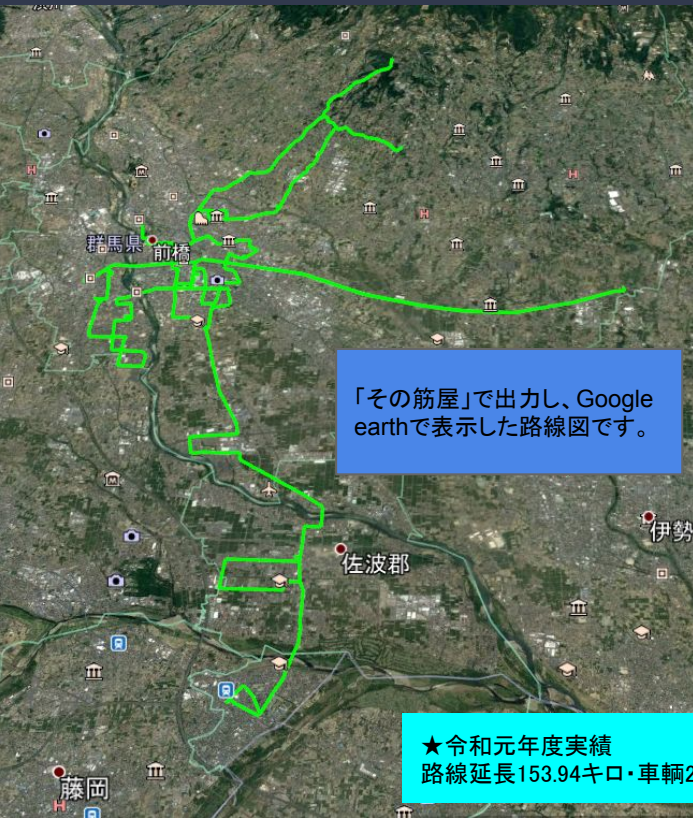 群馬県
前橋
「その筋屋」で出力し、Google
earthで表示した路線図です。
伊勢
佐波郡
★令和元年度実績
路線延長153.94キロ・車輌2
藤岡